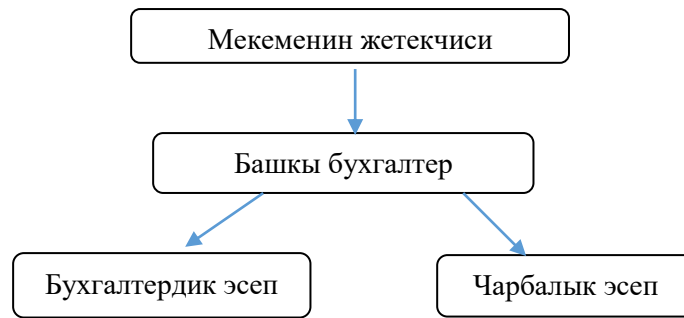 Мекеменин жетекчиси
Башкы бухгалтер
Бухгалтердик эсеп
Чарбалык эсеп